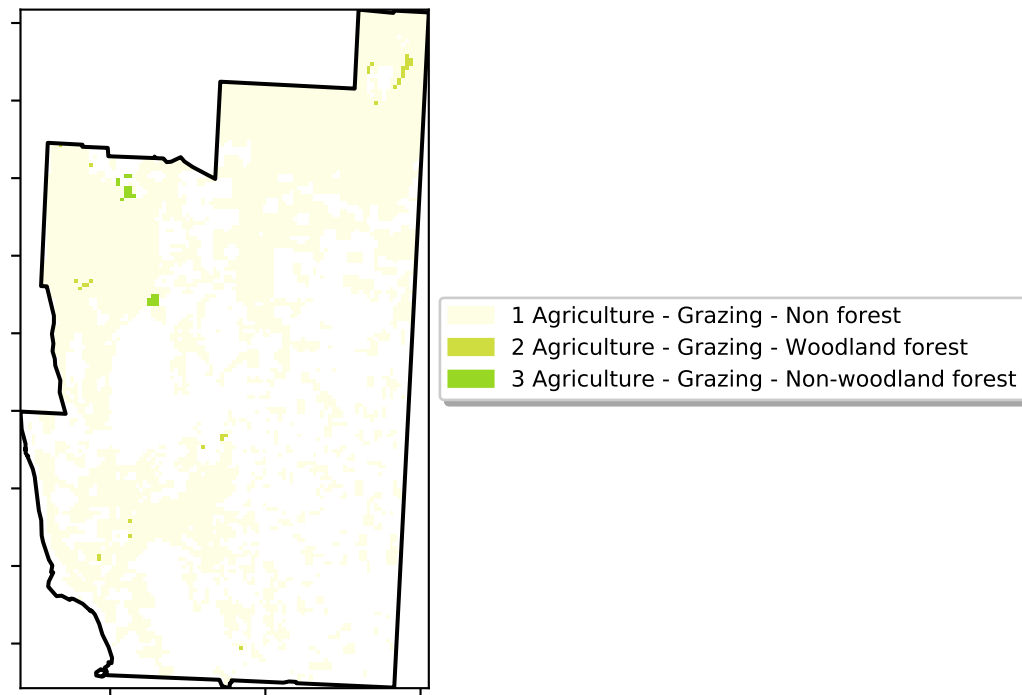 1 Agriculture - Grazing - Non forest
2 Agriculture - Grazing - Woodland forest
3 Agriculture - Grazing - Non-woodland forest